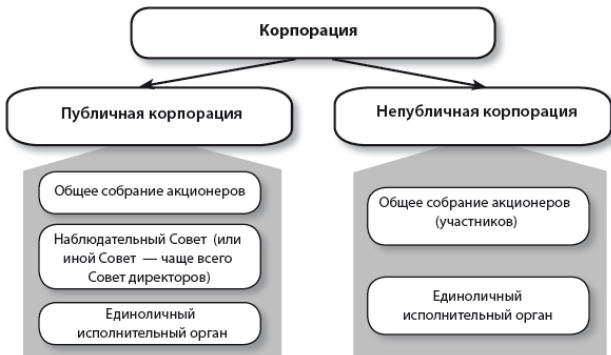 Корпорация
Публичная корпорация
Непубличная корпорация
Общее собрание акционеров
Наблюдательный Совет (или
иной Совет — чаще всего
Совет директоров)
Единоличный
исполнительный орган
Общее собрание акционеров
(участников)
Единоличный
исполнительный орган